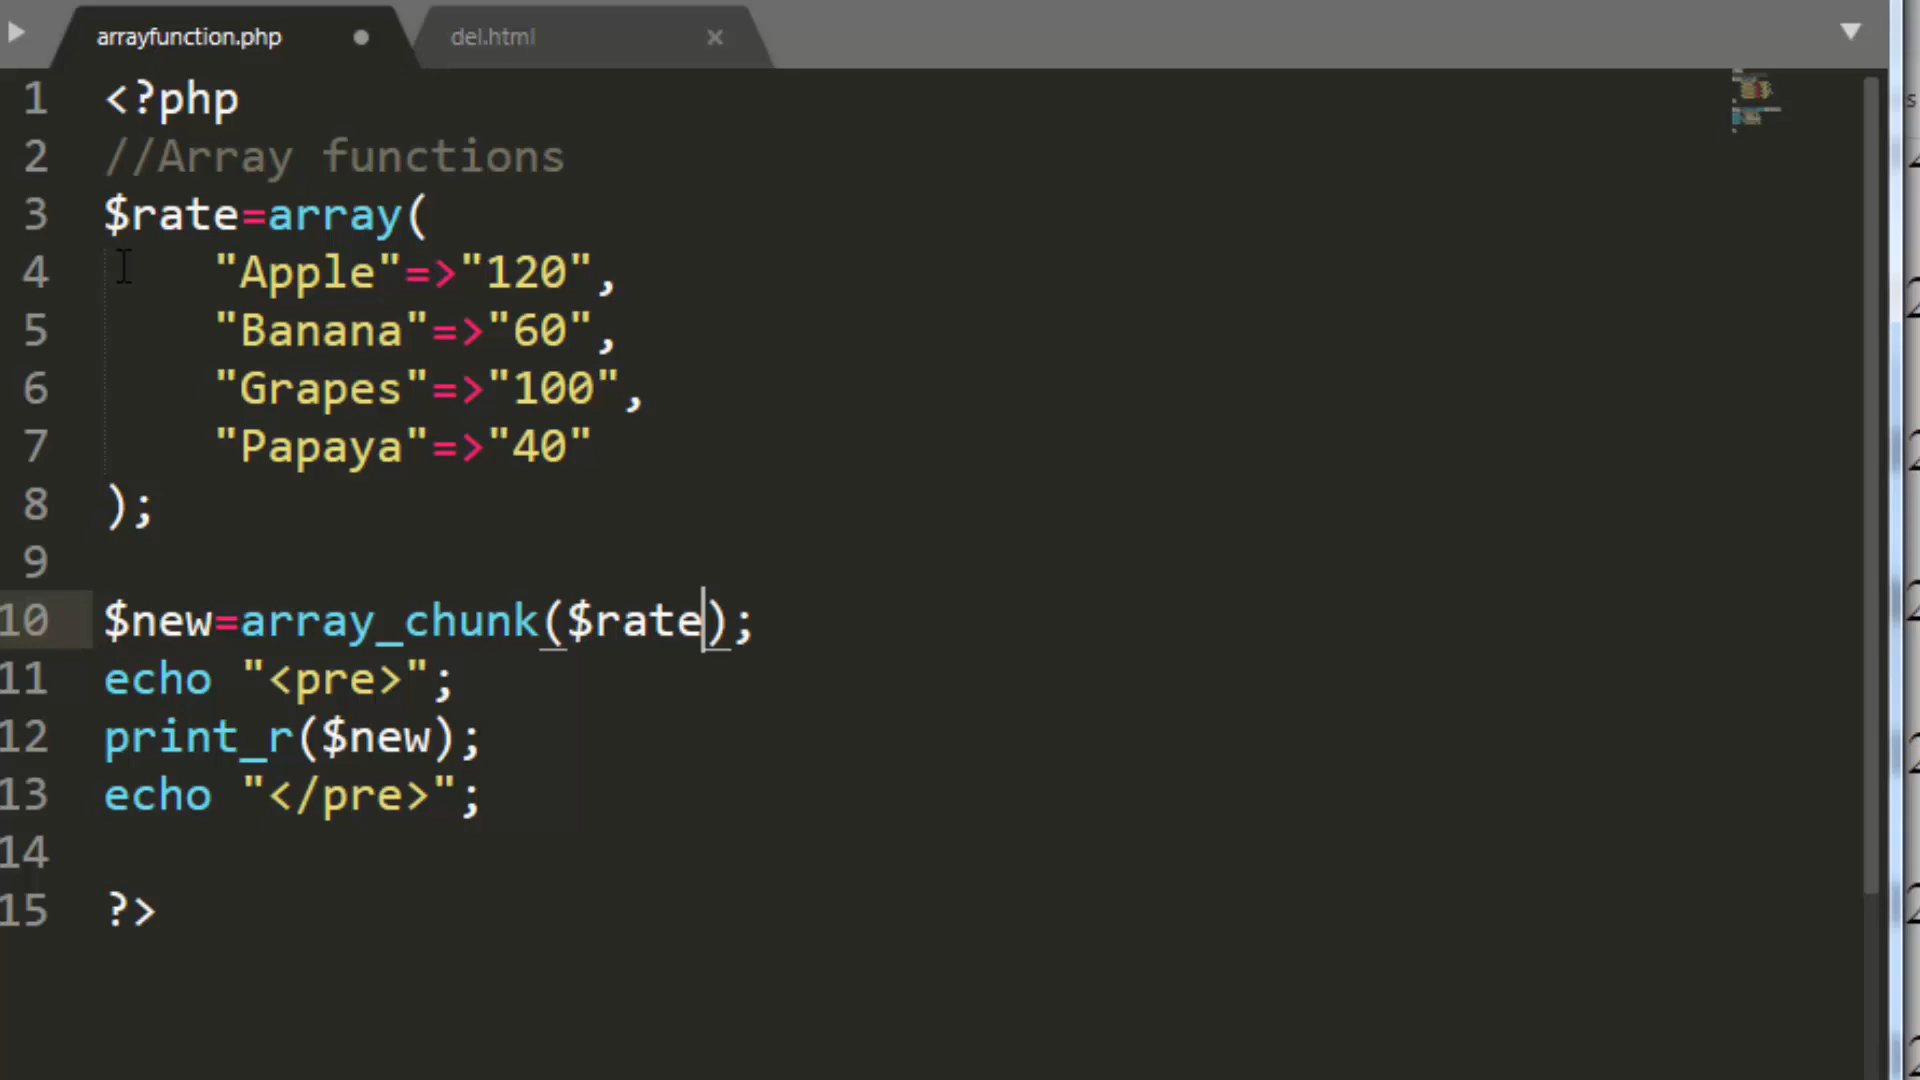 arrayfunction.php
del.html
1 <?php
2 //Array functions
3 $rate=array(
4 "Apple"=>"120",
5 "Banana"=>"60",
6 "Grapes"=>"100",
7 "Papaya"=>"40"
8 );
9
10 $new=array_chunk($rate);
11 echo "<pre>";
12 print_r($new);
13 echo "</pre>";
14
15 ?>